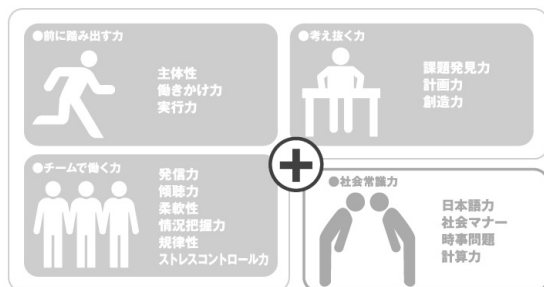 ●前に踏み出す力
主体性
働きかけ力
実行力
●考え抜く力
課題発見力
計画力
創造力
●チームで働く力
発信力
傾聴力
柔軟性
情況把握力
規律性
ストレスコントロール力
●社会常識力
日本語力
社会マナー
時事問題
計算力